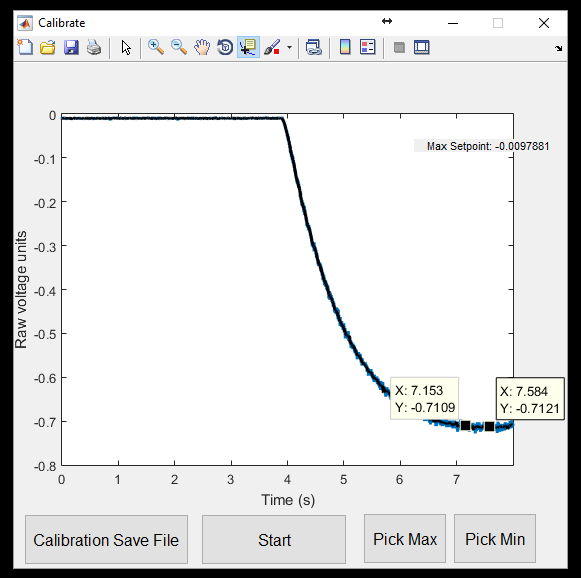 Calibrate
0
-0.1
Max Setpoint: -0.0097881
-0.2
-0.3
-0.4
-0.5
-0.6
-0.7
-0.8
Raw voltage units
X: 7.153
Y: -0.7109
X: 7.584
Y: -0.7121
0 1 2 3 4 5 6 7
Time (s)
Calibration Save File
Start
Pick Max
Pick Min